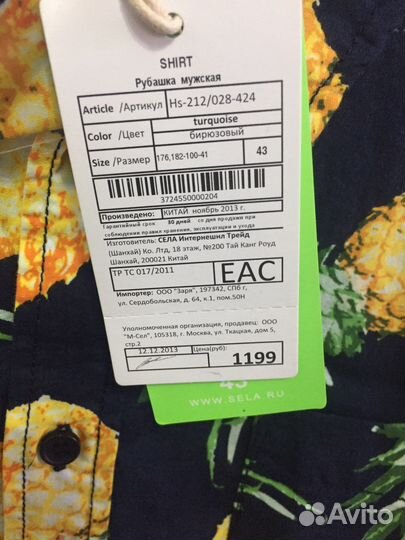 SHIRT
Рубашка мужская
Article /Артикул Hs-212/028-424
Color /Цвет turquoise
бирюзовый
Size /Размер 176,182-100-41 43
3724550000204
Произведено: КИТАЙ ноябрь 2013 г.
Гарантийный срок 30 дней со дня продажи при
соблюдении правил хранения, эксплуатации и ухода
Изготовитель: СЕЛА Интернешнл Трейд
(Шанхай) Ко. Лтд, 18 этаж, №200 Тай Канг Роуд
Шанхай, 200021 Китай
ТР ТС 017/2011 EAC
Импортер: ООО "Заря", 197342, СПб г,
ул. Сердобольская, д. 64, к.1, пом.50Н
Уполномоченная организация, продавец: ООО
"М-Сел", 105318, г. Москва, ул. Ткацкая, дом 5,
стр.2
12.12.2013 Цена(руб): 1199
43
WWW.SELA.RU
Avito